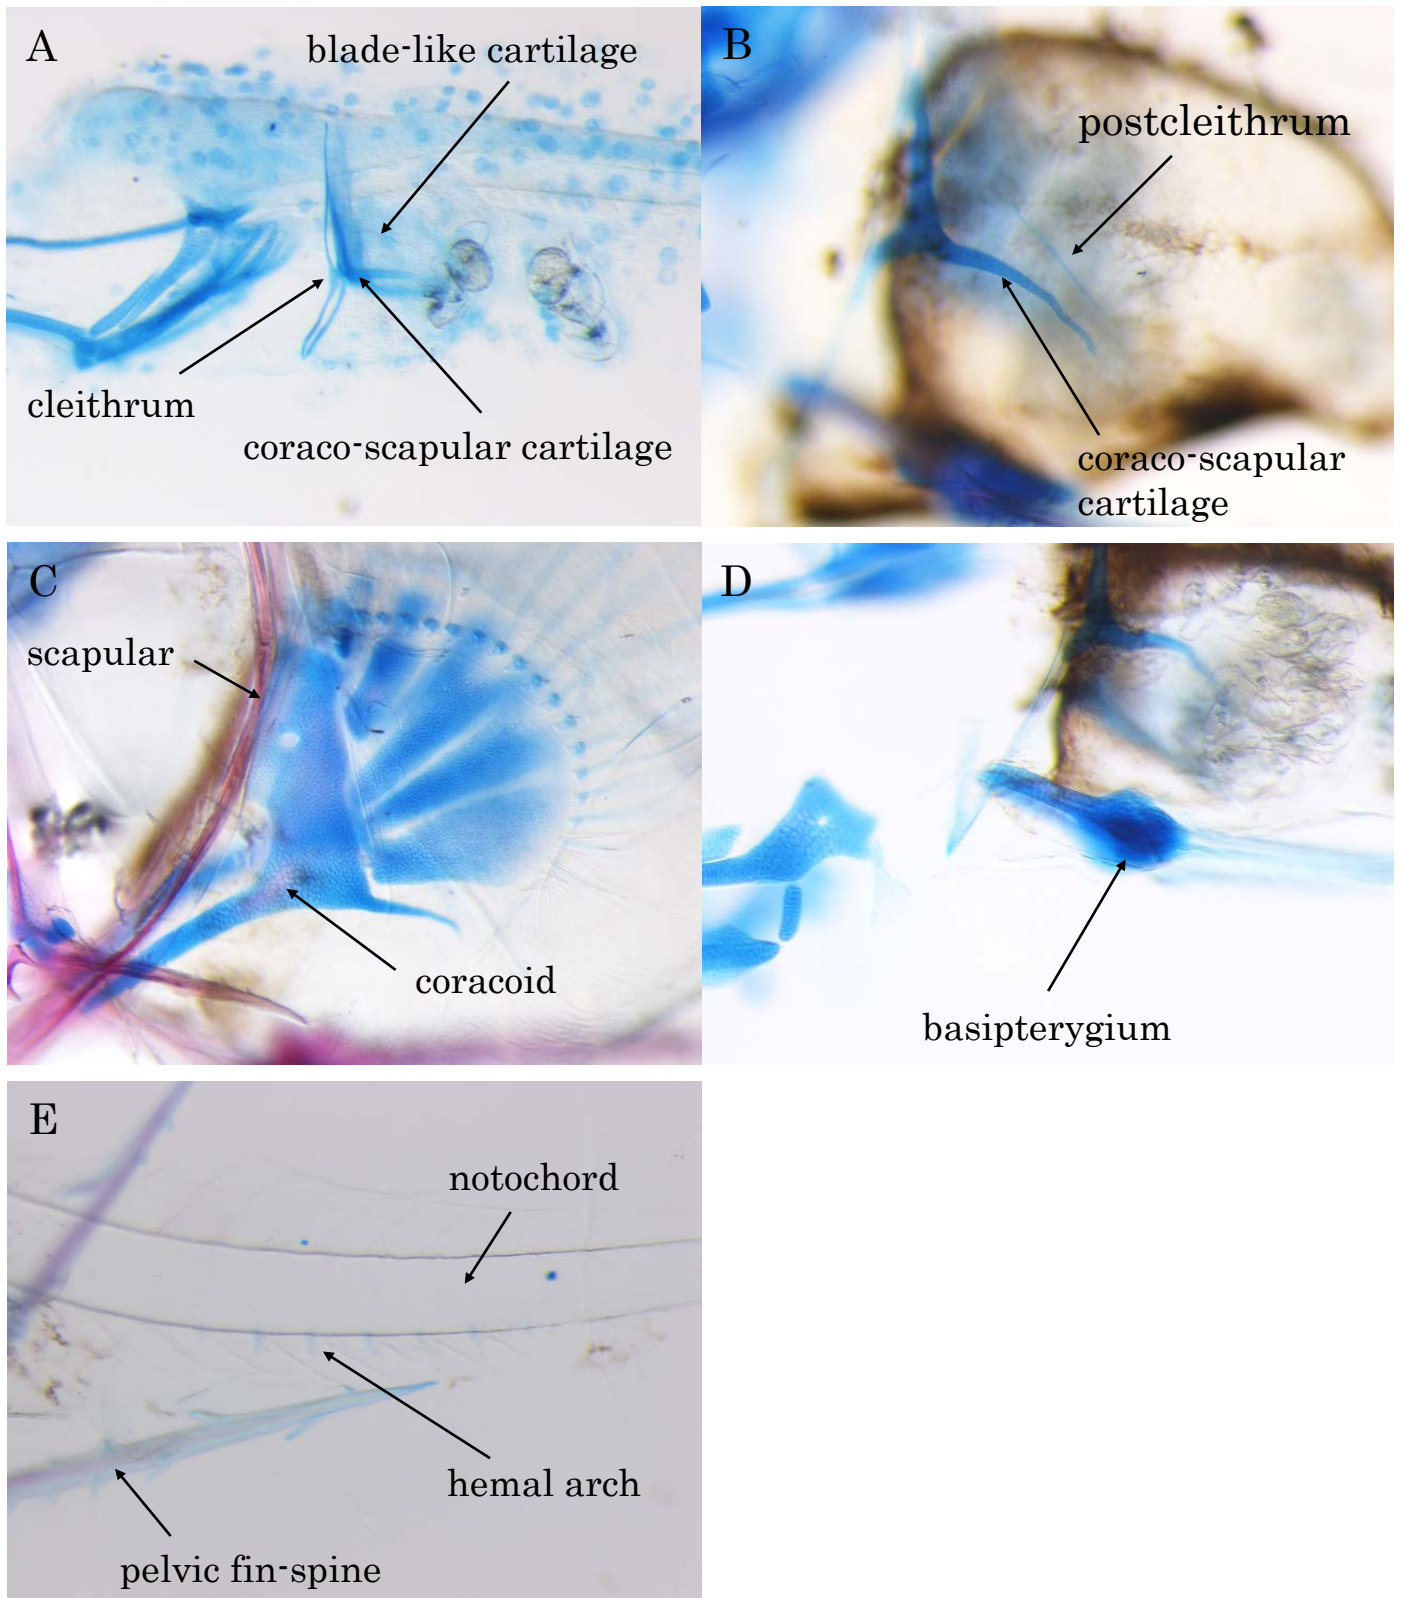 A
blade-like cartilage
cleithrum
coraco-scapular cartilage
B
postcleithrum
coraco-scapular
cartilage
C
scapular
coracoid
D
basipterygium
E
notochord
hemal arch
pelvic fin-spine